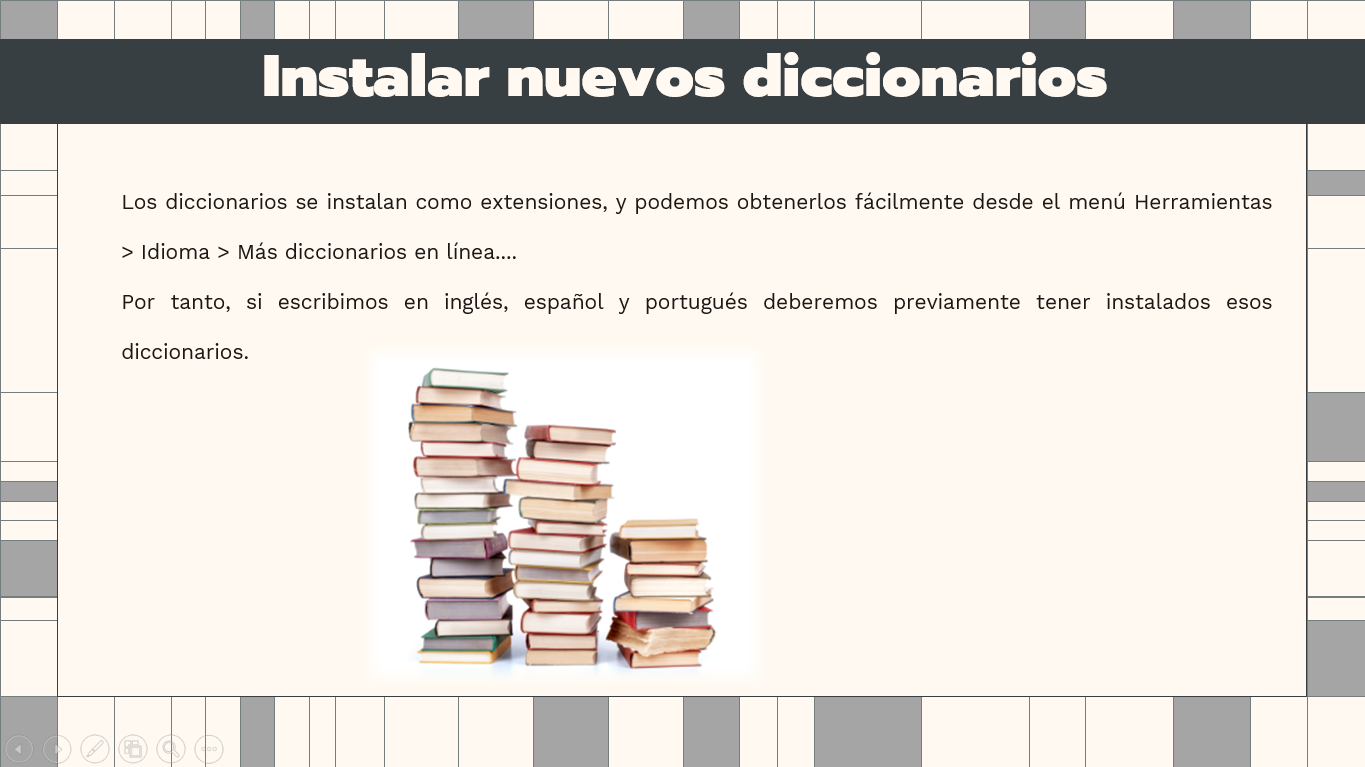 Instalar nuevos diccionarios
Los diccionarios se instalan como extensiones, y podemos obtenerlos fácilmente desde el menú Herramientas
> Idioma > Más diccionarios en línea....
Por tanto, si escribimos en inglés, español y portugués deberemos previamente tener instalados esos
diccionarios.